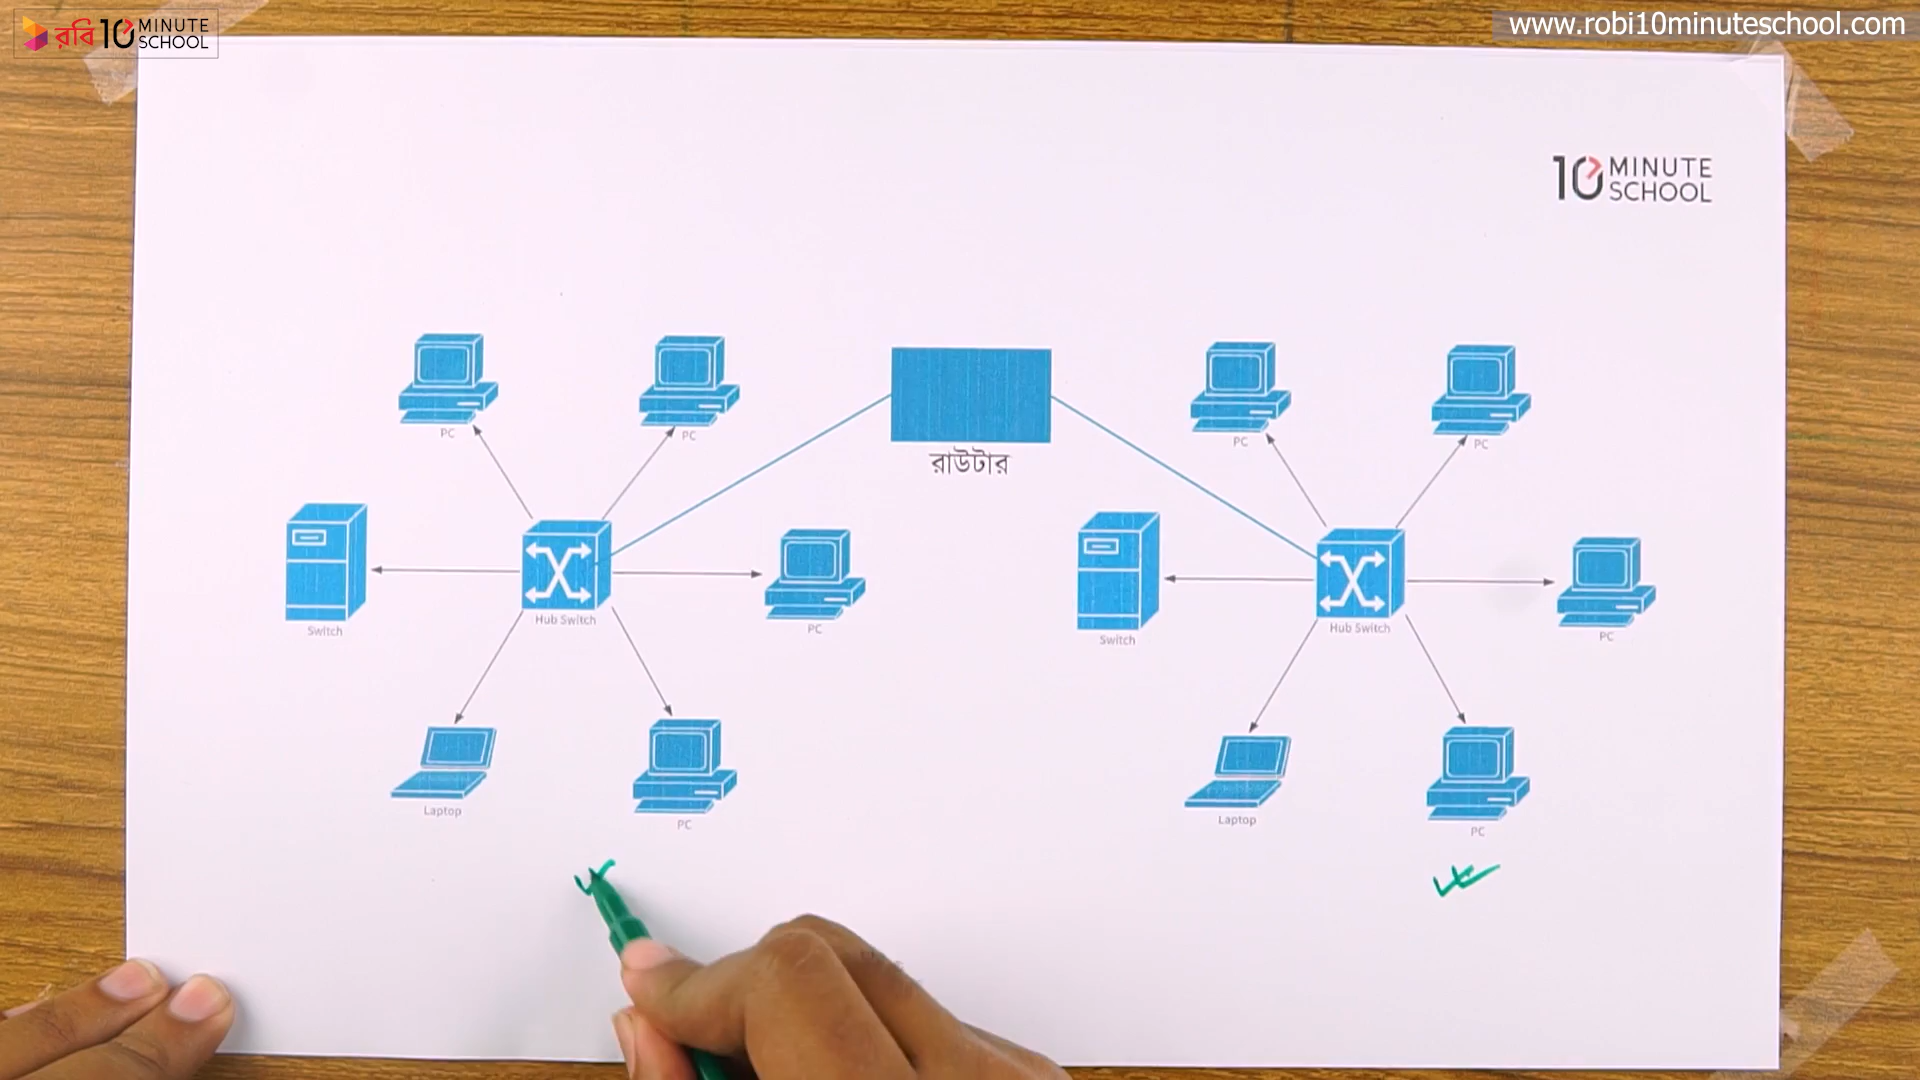 রবি 10 MINUTE SCHOOL
www.robi10minuteschool.com
10 MINUTE SCHOOL
PC
PC
রাউটার
PC
PC
Switch
Hub Switch
PC
Switch
Hub Switch
PC
Laptop
PC
Laptop
PC